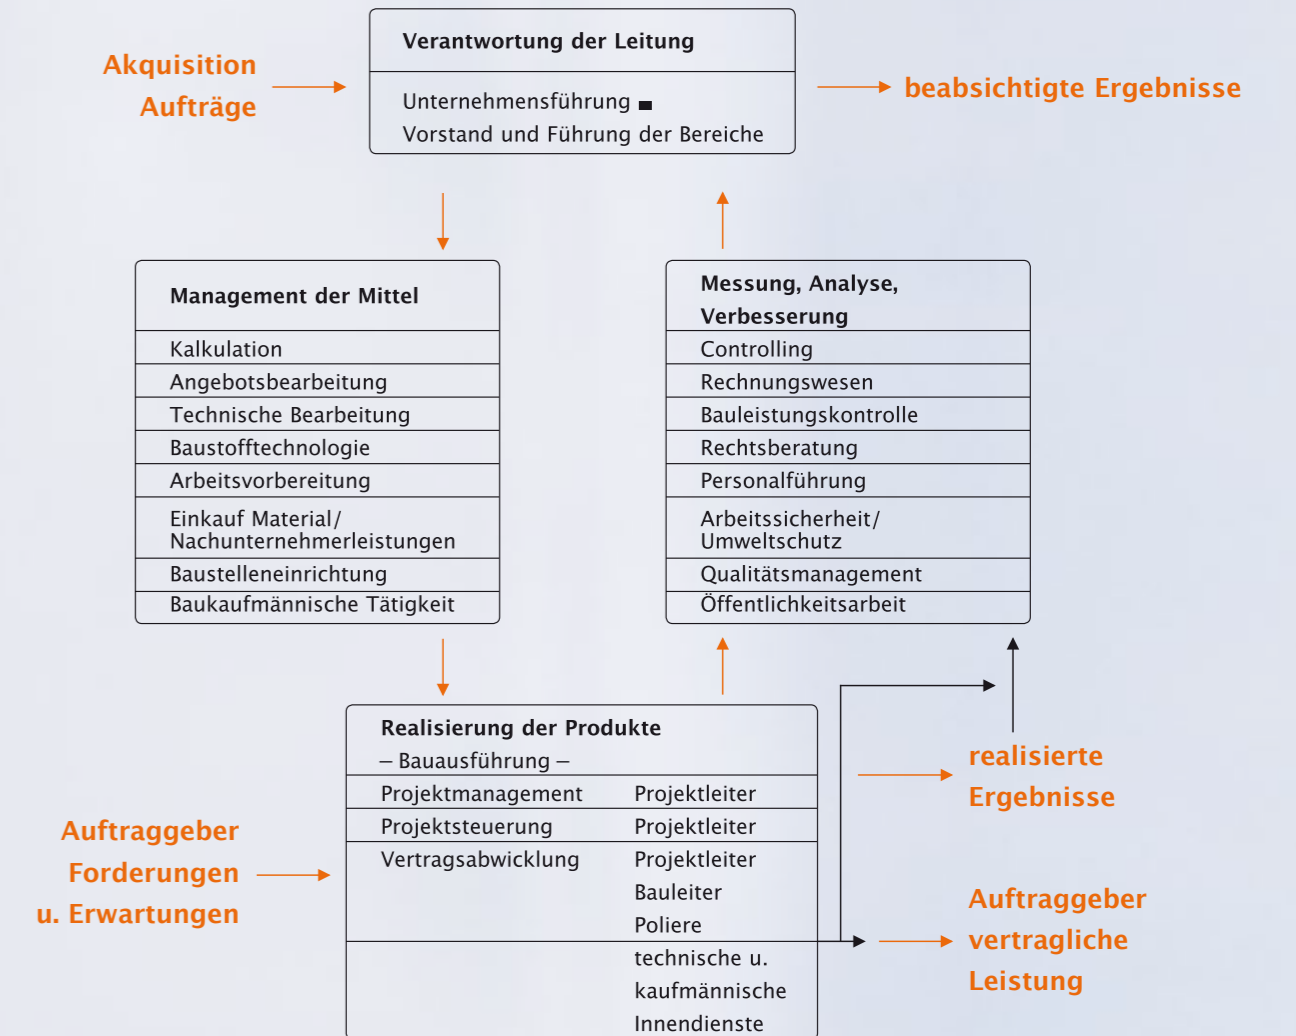 Akquisition
Aufträge
Verantwortung der Leitung
Unternehmensführung
Vorstand und Führung der Bereiche
beabsichtigte Ergebnisse
Management der Mittel
Kalkulation
Angebotsbearbeitung
Technische Bearbeitung
Baustofftechnologie
Arbeitsvorbereitung
Einkauf Material/
Nachunternehmerleistungen
Baustelleneinrichtung
Baukaufmännische Tätigkeit
Messung, Analyse,
Verbesserung
Controlling
Rechnungswesen
Bauleistungskontrolle
Rechtsberatung
Personalführung
Arbeitssicherheit/
Umweltschutz
Qualitätsmanagement
Öffentlichkeitsarbeit
Auftraggeber
Forderungen
u. Erwartungen
Realisierung der Produkte
– Bauausführung –
Projektmanagement Projektleiter
Projektsteuerung Projektleiter
Vertragsabwicklung Projektleiter
Bauleiter
Poliere
technische u.
kaufmännische
Innendienste
realisierte
Ergebnisse
Auftraggeber
vertragliche
Leistung